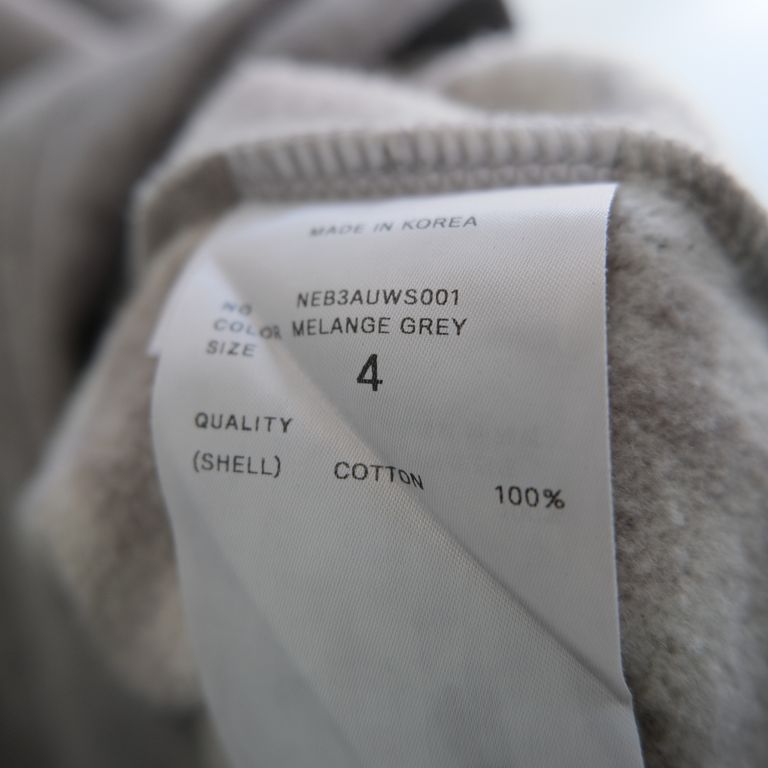 MADE IN KOREA
NO NEB3AUWS001
COLOR MELANGE GREY
SIZE 4
QUALITY
(SHELL) COTTON 100%